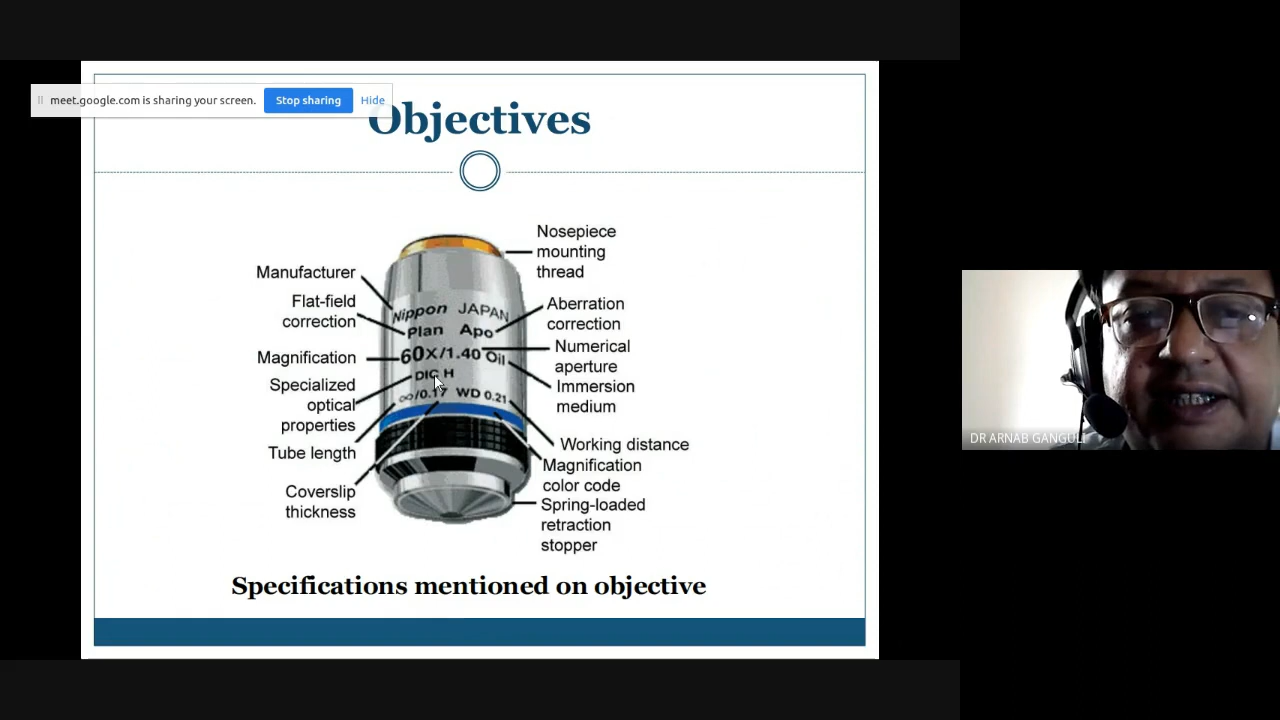 meet.google.com is sharing your screen.
Stop sharing
Hide
Objectives
Nosepiece
mounting
thread
Manufacturer
Flat-field
correction
Magnification
Specialized
optical
properties
Tube length
Coverslip
thickness
Nippon JAPAN
Plan Apo
60X/1.40 Oil
DIC H
∞/0.17 WD 0.21
Aberration
correction
Numerical
aperture
Immersion
medium
Working distance
Magnification
color code
Spring-loaded
retraction
stopper
Specifications mentioned on objective
DR ARNAB GANGULI